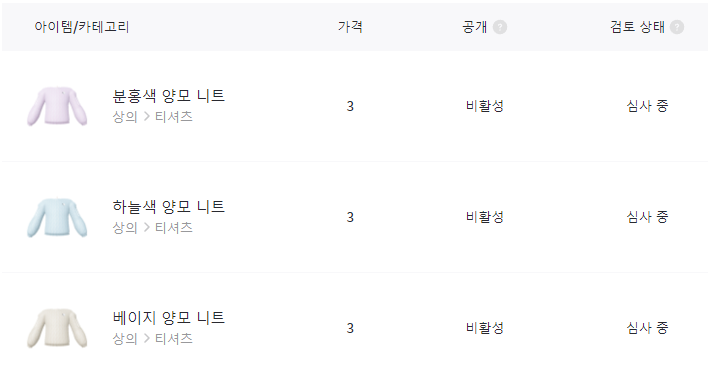 아이템/카테고리 가격 공개 ? 검토 상태 ?
분홍색 양모 니트
상의 > 티셔츠
3 비활성 심사 중
하늘색 양모 니트
상의 > 티셔츠
3 비활성 심사 중
베이지 양모 니트
상의 > 티셔츠
3 비활성 심사 중